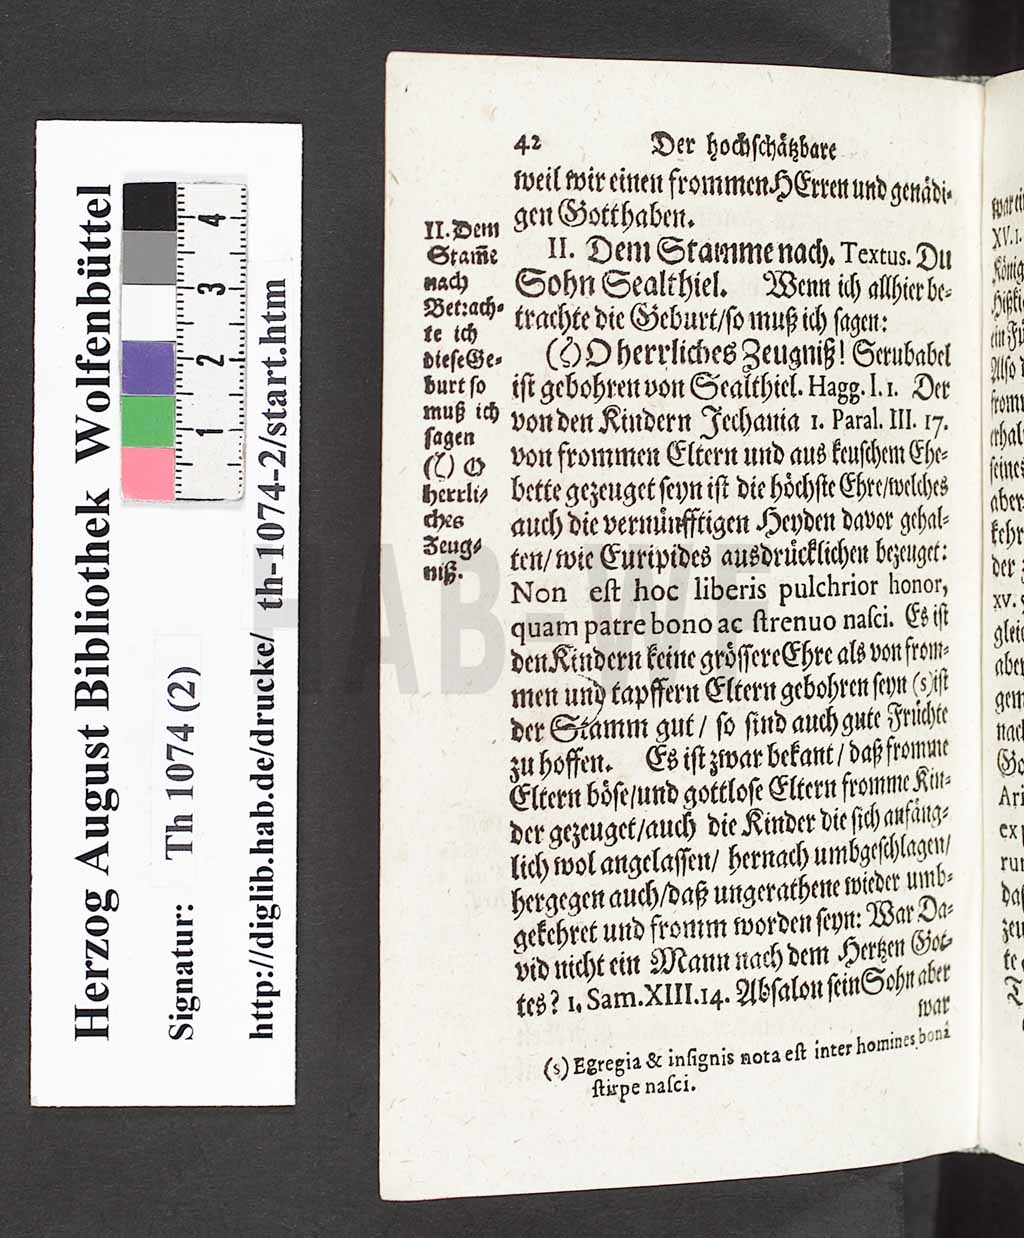 Herzog August Bibliothek Wolfenbüttel
Signatur: Th 1074 (2)
http://diglib.hab.de/drucke/ th-1074-2/start.htm
1 2 3 4
HAB-WF
42 Der hochschätzbare
weil wir einen frommen HErren und genädi-
gen Gott haben.
II. Dem Stamme nach. Textus. Du
Sohn Sealthiel. Wenn ich allhier be-
trachte die Geburt/so muß ich sagen:
(ζ) O herrliches Zeugniß! Serubabel
ist gebohren von Sealthiel. Hagg. l. 1. Der
von den Kindern Jechania 1. Paral. III. 17.
von frommen Eltern und aus keuschem Ehe-
bette gezeuget seyn ist die höchste Ehre/welches
auch die vernünfftigen Heyden davor gehal-
ten/ wie Euripides ausdrücklichen bezeuget:
Non eſt hoc liberis pulchrior honor,
quam patre bono ac ſtrenuo naſci. Es ist
den Kindern keine grössere Ehre als von from-
men und tapffern Eltern gebohren seyn (s) ist
der Stamm gut/ so sind auch gute Früchte
zu hoffen. Es ist zwar bekant/ daß fromme
Eltern böse/und gottlose Eltern fromme Kin-
der gezeuget/auch die Kinder die sich anfäng-
lich wol angelassen/ hernach umbgeschlagen/
hergegen auch/daß ungerathene wieder umb-
gekehret und fromm worden seyn: War Da-
vid nicht ein Mann nach dem Hertzen Got-
tes? 1. Sam. XIII. 14. Absalon sein Sohn aber
war
(s) Egregia & inſignis nota eſt inter homines bonâ
ſtirpe naſci.
II. Dem
Stam̃e
nach
Betrach-
te ich
diese Ge-
burt so
muß ich
sagen
(ζ) O
herrli-
ches
Zeug-
niß.